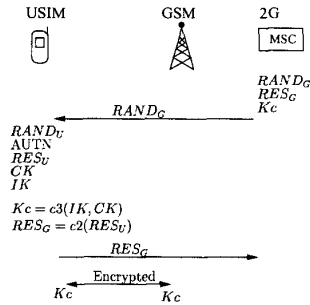 USIM GSM 2G
MSC
RAND_G
RES_G
Kc
RAND_G
RAND_U
AUTN
RES_U
CK
IK
Kc = c3(IK, CK)
RES_G = c2(RES_U)
RES_G
Encrypted
Kc Kc